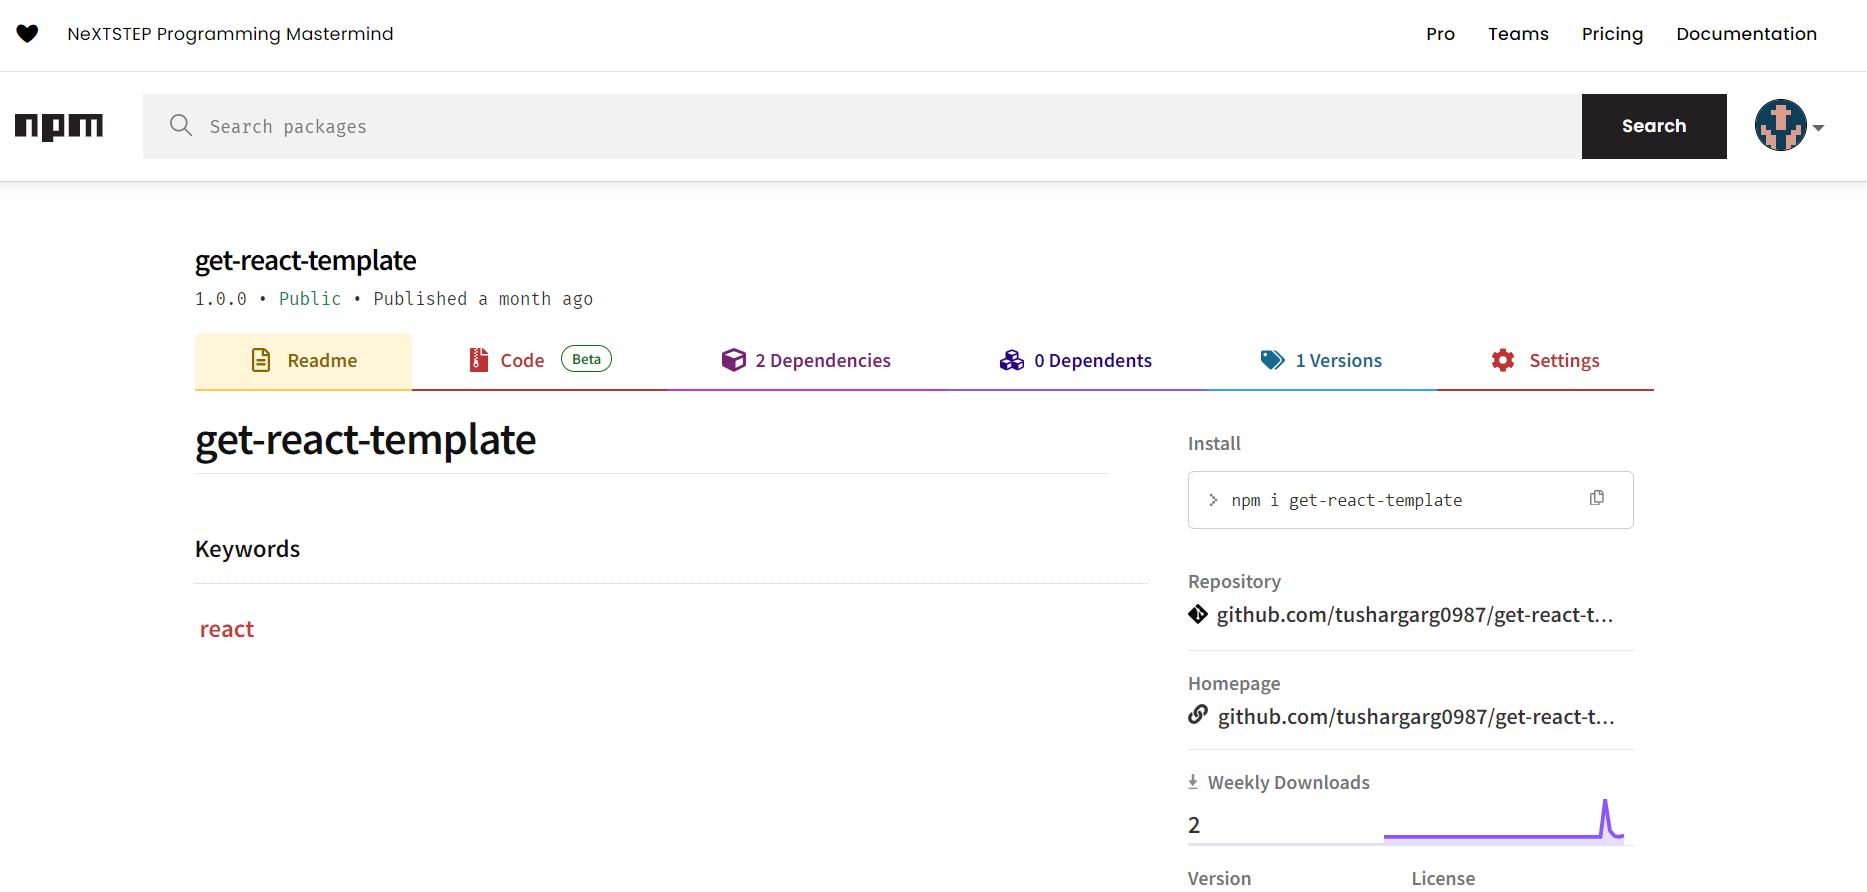 NeXTSTEP Programming Mastermind
Pro Teams Pricing Documentation
npm
Search packages
Search
get-react-template
1.0.0 • Public • Published a month ago
Readme
Code Beta
2 Dependencies
0 Dependents
1 Versions
Settings
get-react-template
Keywords
react
Install
> npm i get-react-template
Repository
github.com/tushargarg0987/get-react-t...
Homepage
github.com/tushargarg0987/get-react-t...
Weekly Downloads
2
Version License